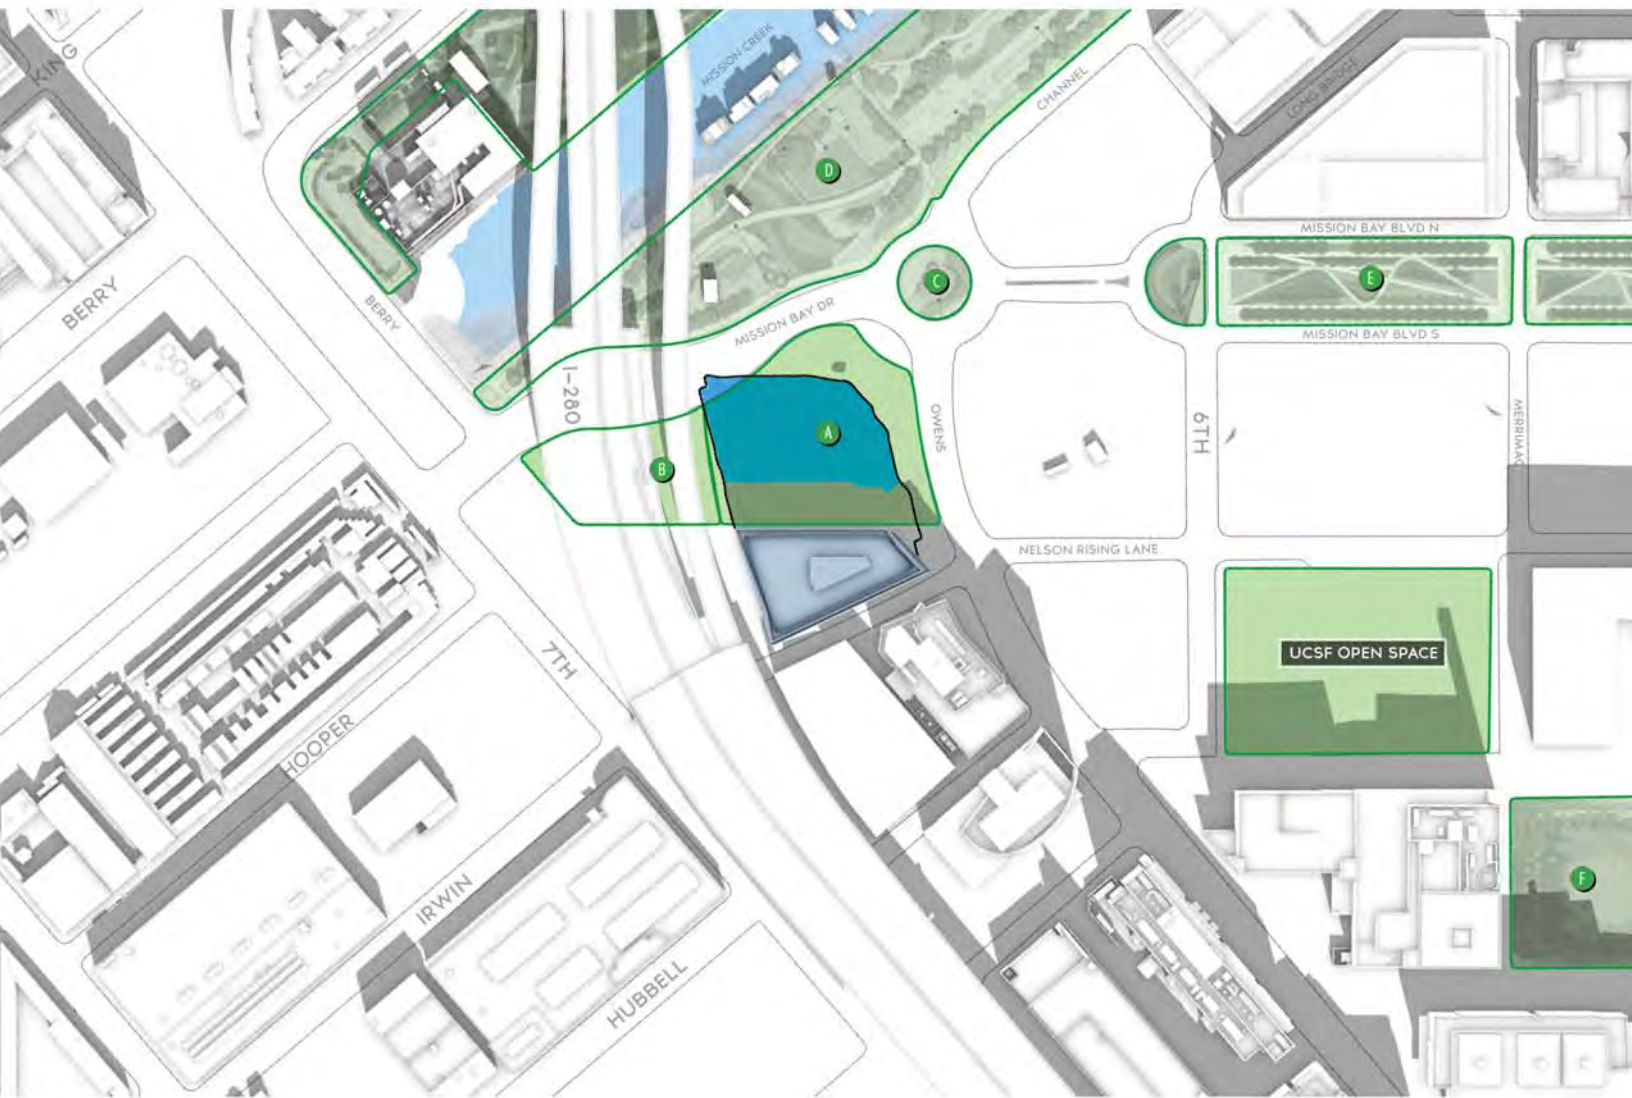 KING
MISSION CREEK
CHANNEL
LONG BRIDGE
D
MISSION BAY BLVD N
C
E
BERRY
BERRY
MISSION BAY DR
MISSION BAY BLVD S
I-280
OWENS
6TH
MERRIMAC
A
B
NELSON RISING LANE
UCSF OPEN SPACE
7TH
HOOPER
IRWIN
F
HUBBELL